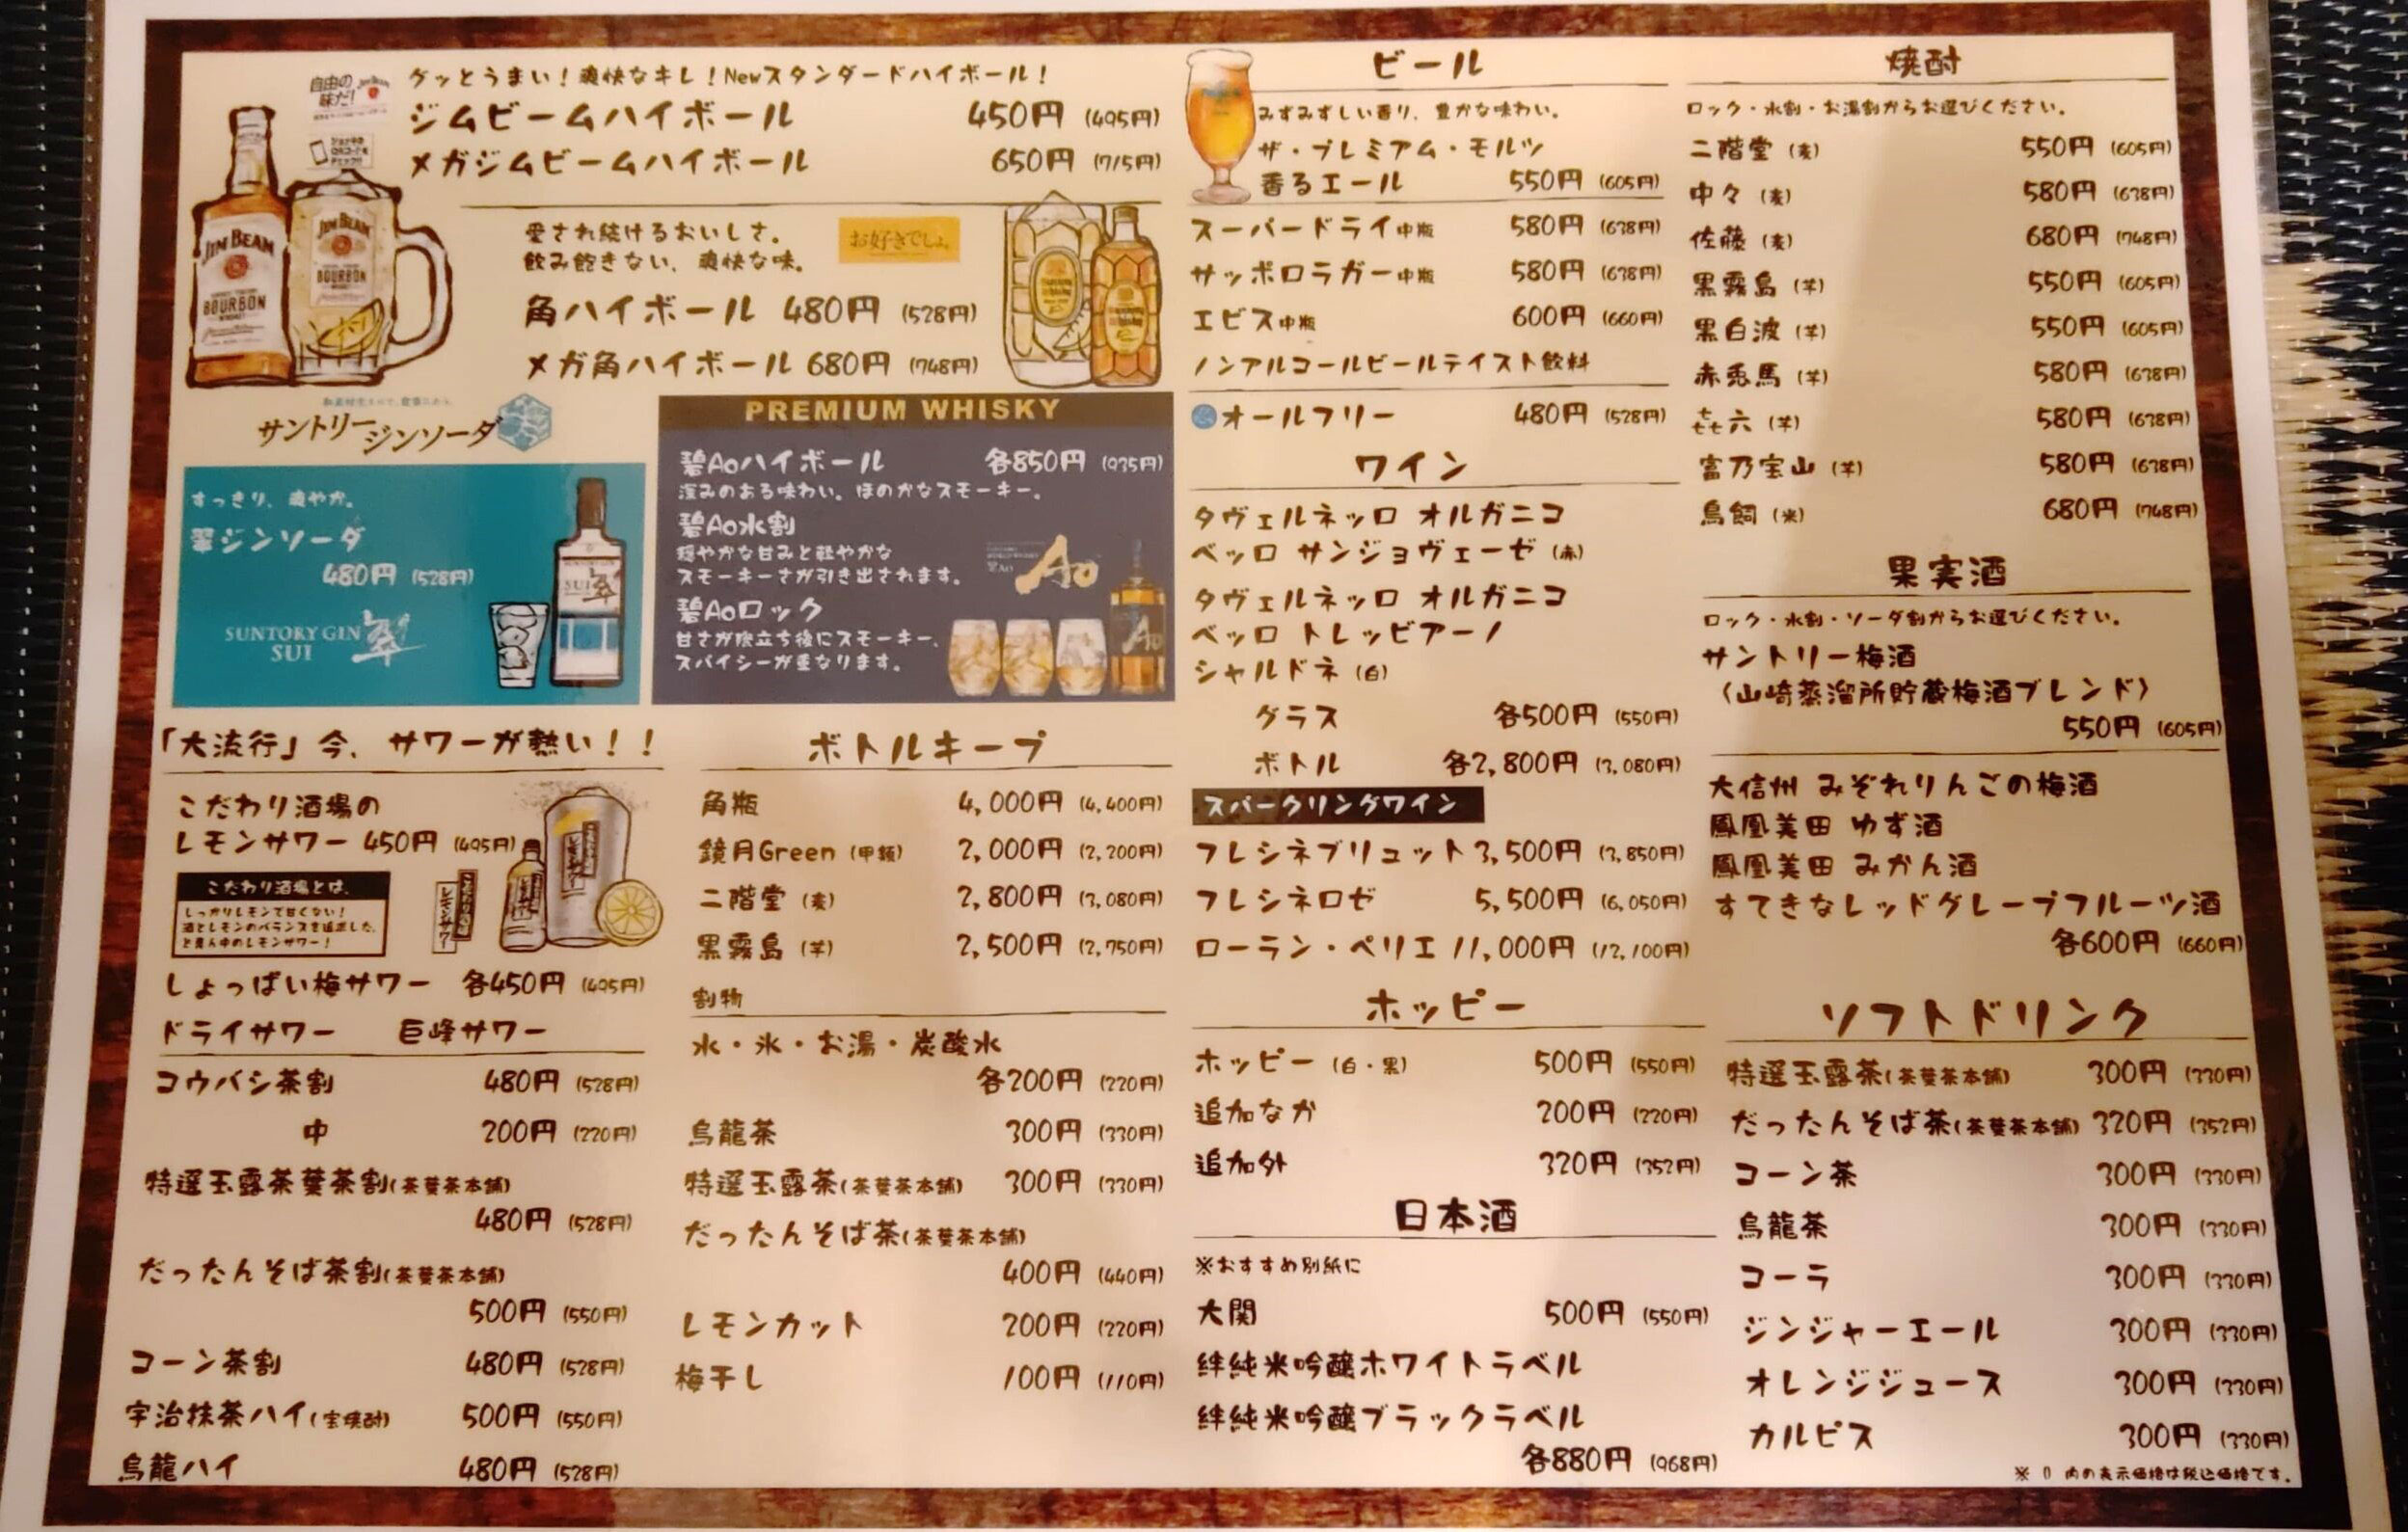 自由の
味だ！
グッとうまい！爽快なキレ！Newスタンダードハイボール！
ジムビームハイボール 450円 (495円)
メガジムビームハイボール 650円 (715円)
JIM BEAM
BOURBON
JIM BEAM
BOURBON
愛され続けるおいしさ。
飲み飽きない、爽快な味。
お好きでしょ。
角ハイボール 480円 (528円)
メガ角ハイボール 680円 (748円)
サントリージンソーダ
すっきり、爽やか。
翠ジンソーダ
480円 (528円)
SUNTORY GIN
SUI
翠
SUI 翠
PREMIUM WHISKY
碧Aoハイボール 各850円 (935円)
深みのある味わい。ほのかなスモーキー。
碧Ao水割
穏やかな甘みと軽やかな
スモーキーさが引き出されます。
碧Aoロック
甘さが際立ち後にスモーキー、
スパイシーが重なります。
Ao
Ao
「大流行」今、サワーが熱い！！
こだわり酒場の
レモンサワー 450円 (495円)
こだわり酒場とは、
しっかりレモンで甘くない！
酒とレモンのバランスを追求した、
ど真ん中のレモンサワー！
しょっぱい梅サワー 各450円 (495円)
ドライサワー 巨峰サワー
コウバシ茶割 480円 (528円)
中 200円 (220円)
特選玉露茶葉茶割(茶葉茶本舗)
480円 (528円)
だったんそば茶割(茶葉茶本舗)
500円 (550円)
コーン茶割 480円 (528円)
宇治抹茶ハイ(宝焼酎) 500円 (550円)
烏龍ハイ 480円 (528円)
ボトルキープ
角瓶 4,000円 (4,400円)
鏡月Green (甲類) 2,000円 (2,200円)
二階堂 (麦) 2,800円 (3,080円)
黒霧島 (芋) 2,500円 (2,750円)
割物
水・氷・お湯・炭酸水
各200円 (220円)
烏龍茶 300円 (330円)
特選玉露茶(茶葉茶本舗) 300円 (330円)
だったんそば茶(茶葉茶本舗)
400円 (440円)
レモンカット 200円 (220円)
梅干し 100円 (110円)
ビール
みずみずしい香り、豊かな味わい。
ザ・プレミアム・モルツ
香るエール 550円 (605円)
スーパードライ中瓶 580円 (638円)
サッポロラガー中瓶 580円 (638円)
エビス中瓶 600円 (660円)
ノンアルコールビールテイスト飲料
オールフリー 480円 (528円)
ワイン
タヴェルネッロ オルガニコ
ベッロ サンジョヴェーゼ (赤)
タヴェルネッロ オルガニコ
ベッロ トレッビアーノ
シャルドネ (白)
グラス 各500円 (550円)
ボトル 各2,800円 (3,080円)
スパークリングワイン
フレシネブリュット 3,500円 (3,850円)
フレシネロゼ 5,500円 (6,050円)
ローラン・ペリエ 11,000円 (12,100円)
ホッピー
ホッピー (白・黒) 500円 (550円)
追加なか 200円 (220円)
追加外 320円 (352円)
日本酒
※おすすめ別紙に
大関 500円 (550円)
絆純米吟醸ホワイトラベル
絆純米吟醸ブラックラベル
各880円 (968円)
焼酎
ロック・水割・お湯割からお選びください。
二階堂 (麦) 550円 (605円)
中々 (麦) 580円 (638円)
佐藤 (麦) 680円 (748円)
黒霧島 (芋) 550円 (605円)
黒白波 (芋) 550円 (605円)
赤兎馬 (芋) 580円 (638円)
㐂六 (芋) 580円 (638円)
富乃宝山 (芋) 580円 (638円)
鳥飼 (米) 680円 (748円)
果実酒
ロック・水割・ソーダ割からお選びください。
サントリー梅酒
〈山崎蒸溜所貯蔵梅酒ブレンド〉
550円 (605円)
大信州 みぞれりんごの梅酒
鳳凰美田 ゆず酒
鳳凰美田 みかん酒
すてきなレッドグレープフルーツ酒
各600円 (660円)
ソフトドリンク
特選玉露茶(茶葉茶本舗) 300円 (330円)
だったんそば茶(茶葉茶本舗) 320円 (352円)
コーン茶 300円 (330円)
烏龍茶 300円 (330円)
コーラ 300円 (330円)
ジンジャーエール 300円 (330円)
オレンジジュース 300円 (330円)
カルピス 300円 (330円)
※ () 内の表示価格は税込価格です。